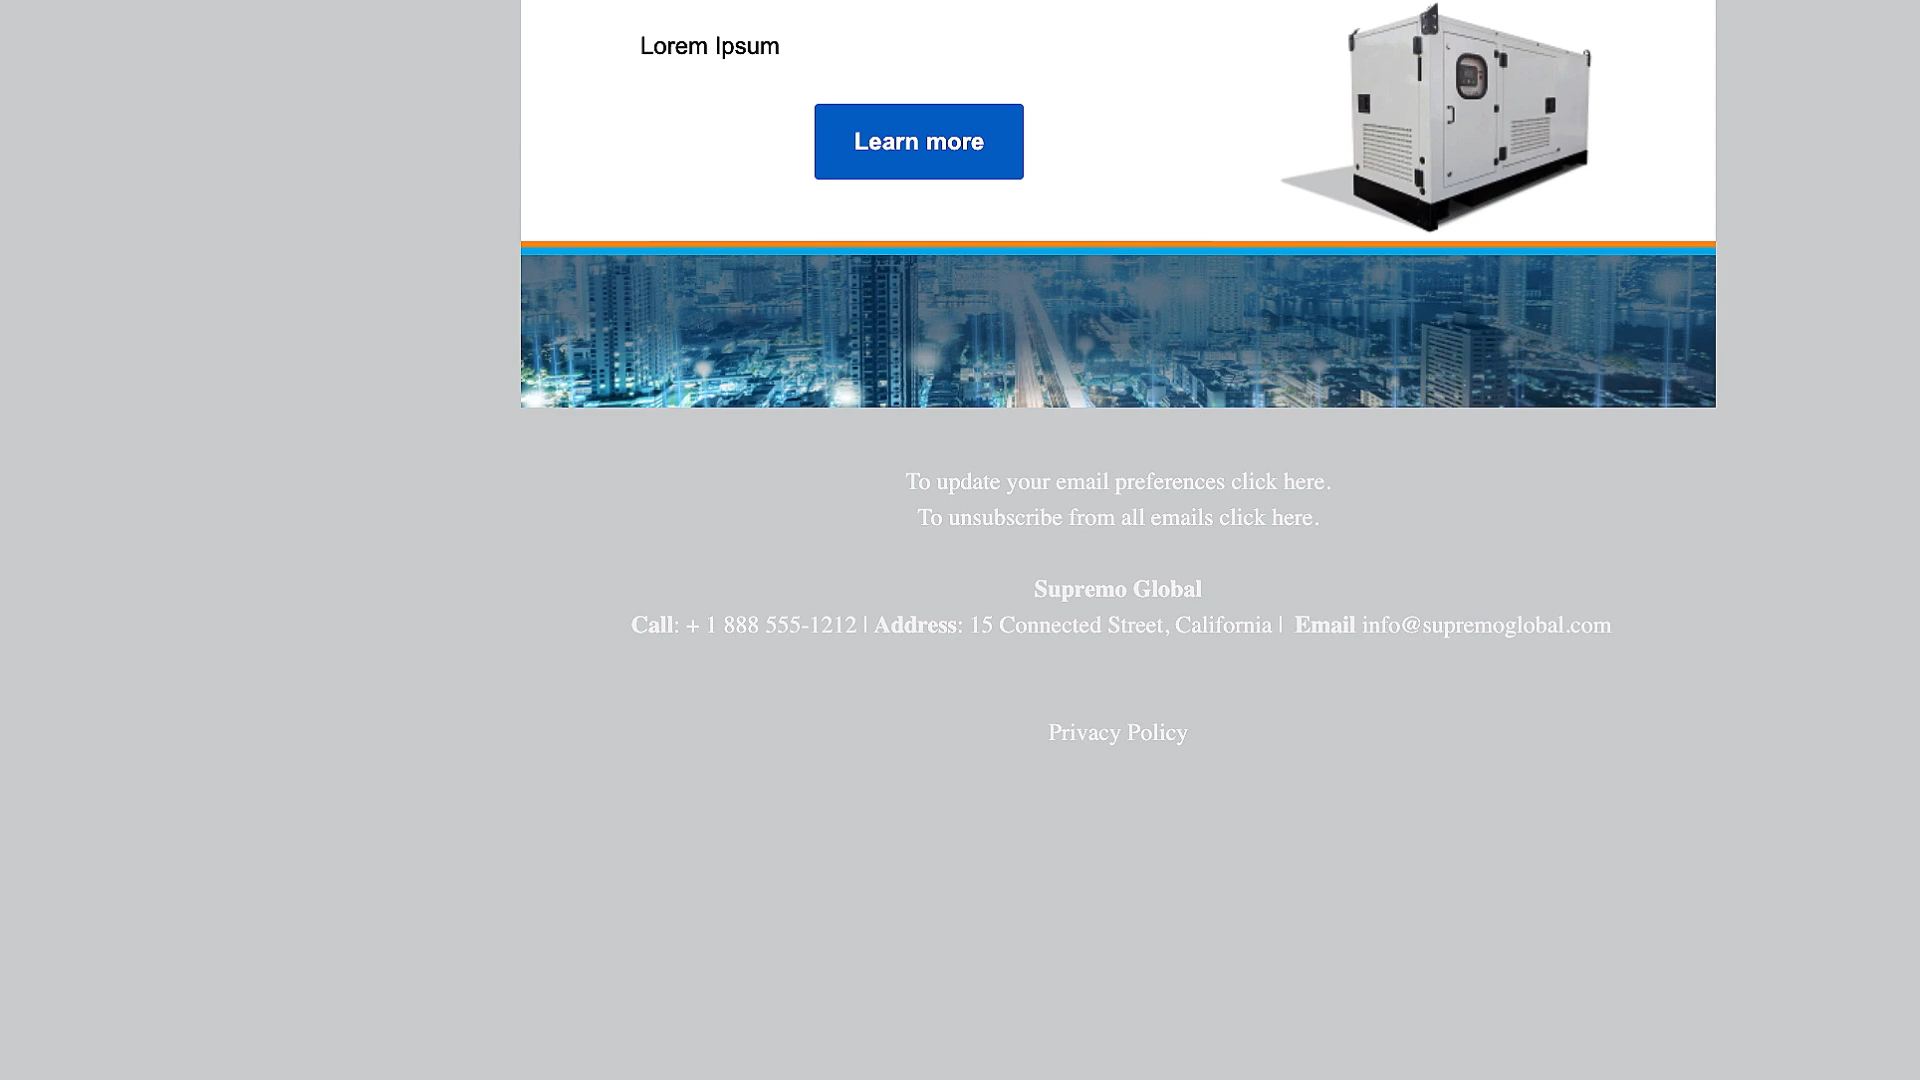 Lorem Ipsum
Learn more
To update your email preferences click here.
To unsubscribe from all emails click here.
Supremo Global
Call: + 1 888 555-1212 | Address: 15 Connected Street, California | Email info@supremoglobal.com
Privacy Policy